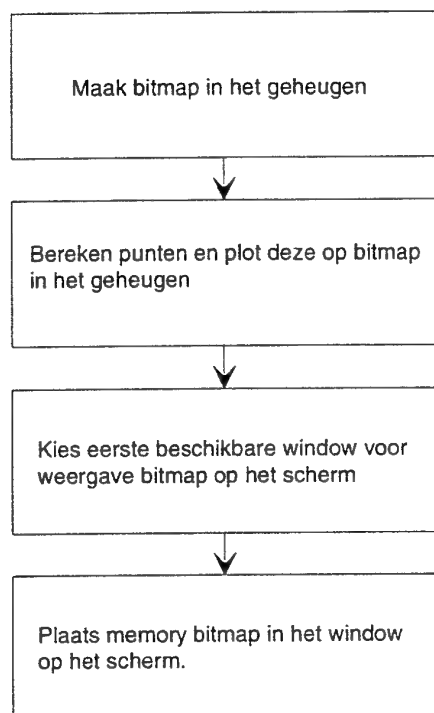 Maak bitmap in het geheugen
Bereken punten en plot deze op bitmap
in het geheugen
Kies eerste beschikbare window voor
weergave bitmap op het scherm
Plaats memory bitmap in het window
op het scherm.